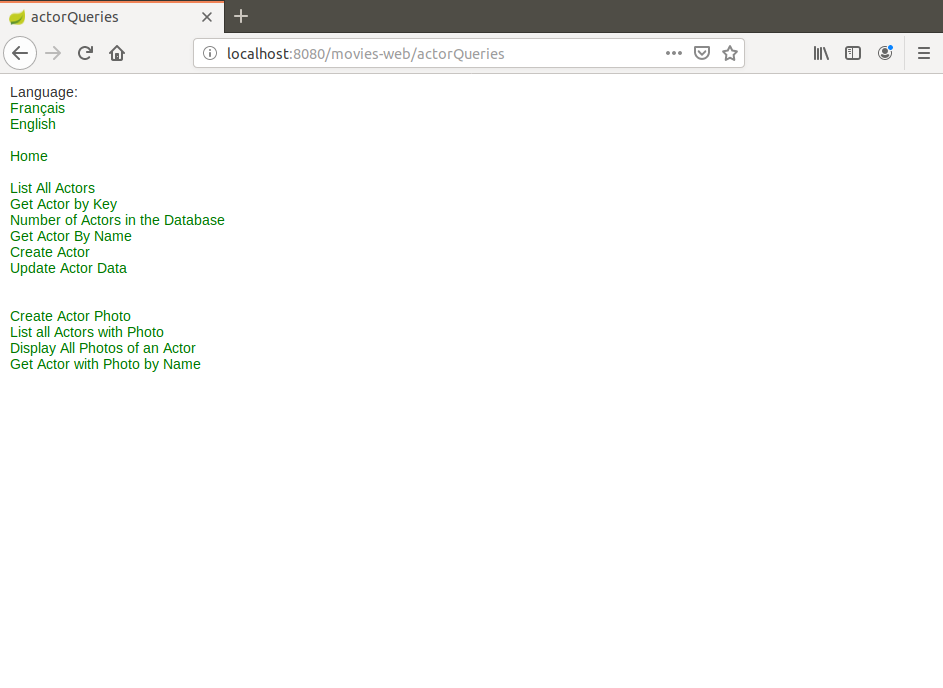 actorQueries
localhost:8080/movies-web/actorQueries
Language:
Français
English
Home
List All Actors
Get Actor by Key
Number of Actors in the Database
Get Actor By Name
Create Actor
Update Actor Data
Create Actor Photo
List all Actors with Photo
Display All Photos of an Actor
Get Actor with Photo by Name